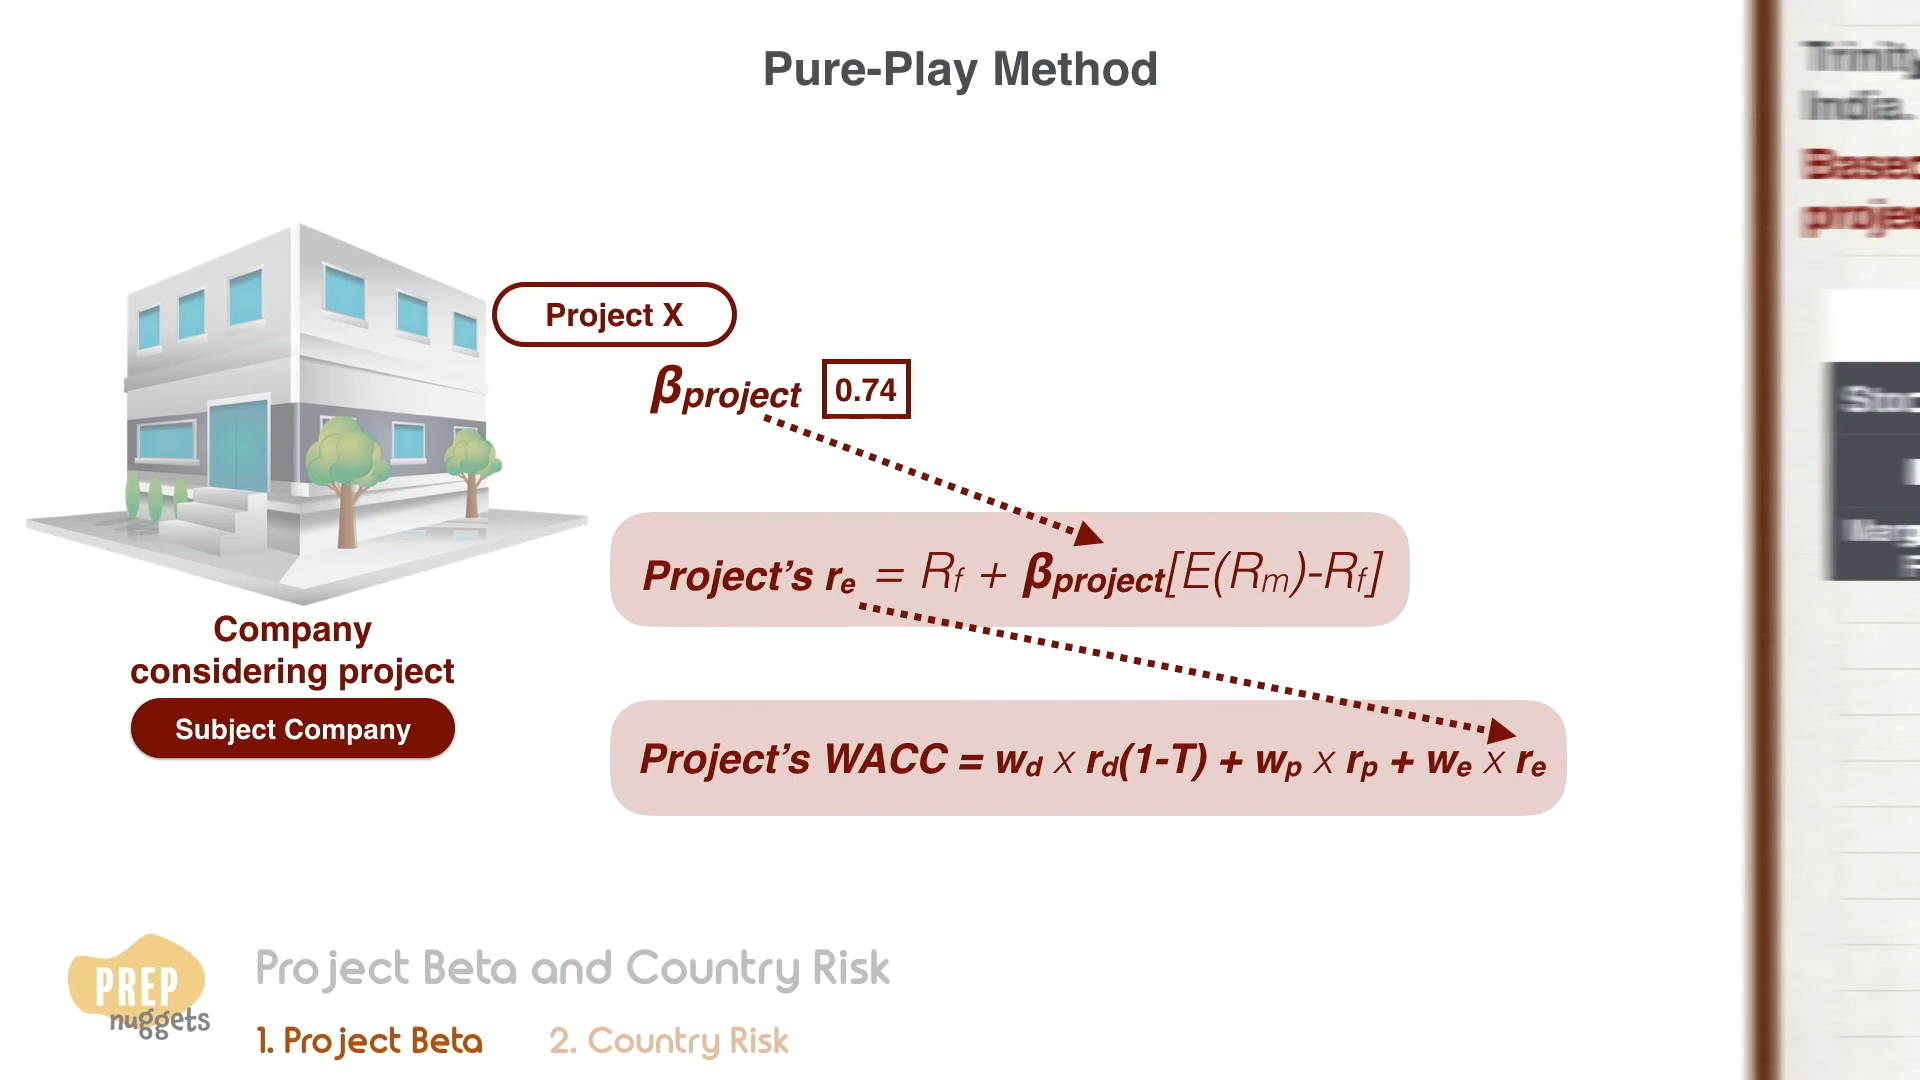 Pure-Play Method
Project X
βproject 0.74
Project's re = Rf + βproject[E(Rm)-Rf]
Company
considering project
Subject Company
Project's WACC = wd x rd(1-T) + wp x rp + we x re
PREP
nuggets
Project Beta and Country Risk
1. Project Beta 2. Country Risk
Trinity
India.